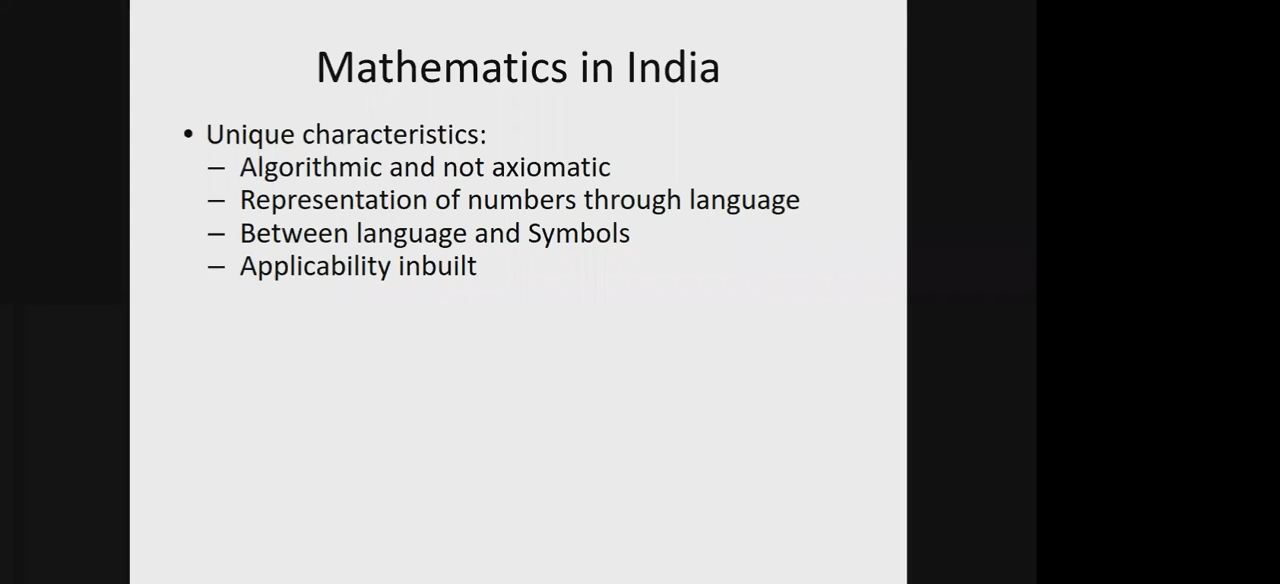 Mathematics in India
• Unique characteristics:
– Algorithmic and not axiomatic
– Representation of numbers through language
– Between language and Symbols
– Applicability inbuilt